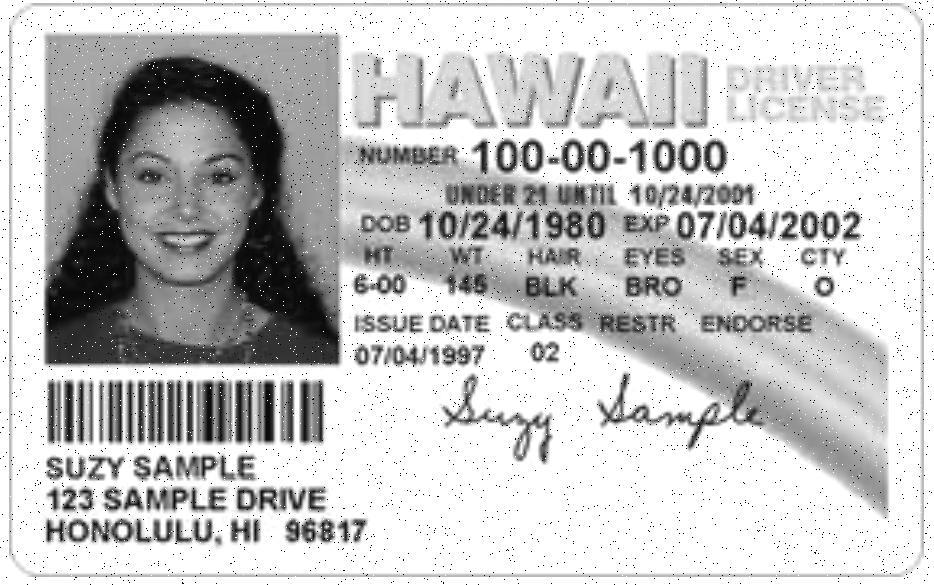 HAWAII DRIVER LICENSE
NUMBER 100-00-1000
UNDER 21 UNTIL 10/24/2001
DOB 10/24/1980 EXP 07/04/2002
HT WT HAIR EYES SEX CTY
6-00 145 BLK BRO F O
ISSUE DATE CLASS RESTR ENDORSE
07/04/1997 02
Suzy Sample
SUZY SAMPLE
123 SAMPLE DRIVE
HONOLULU, HI 96817